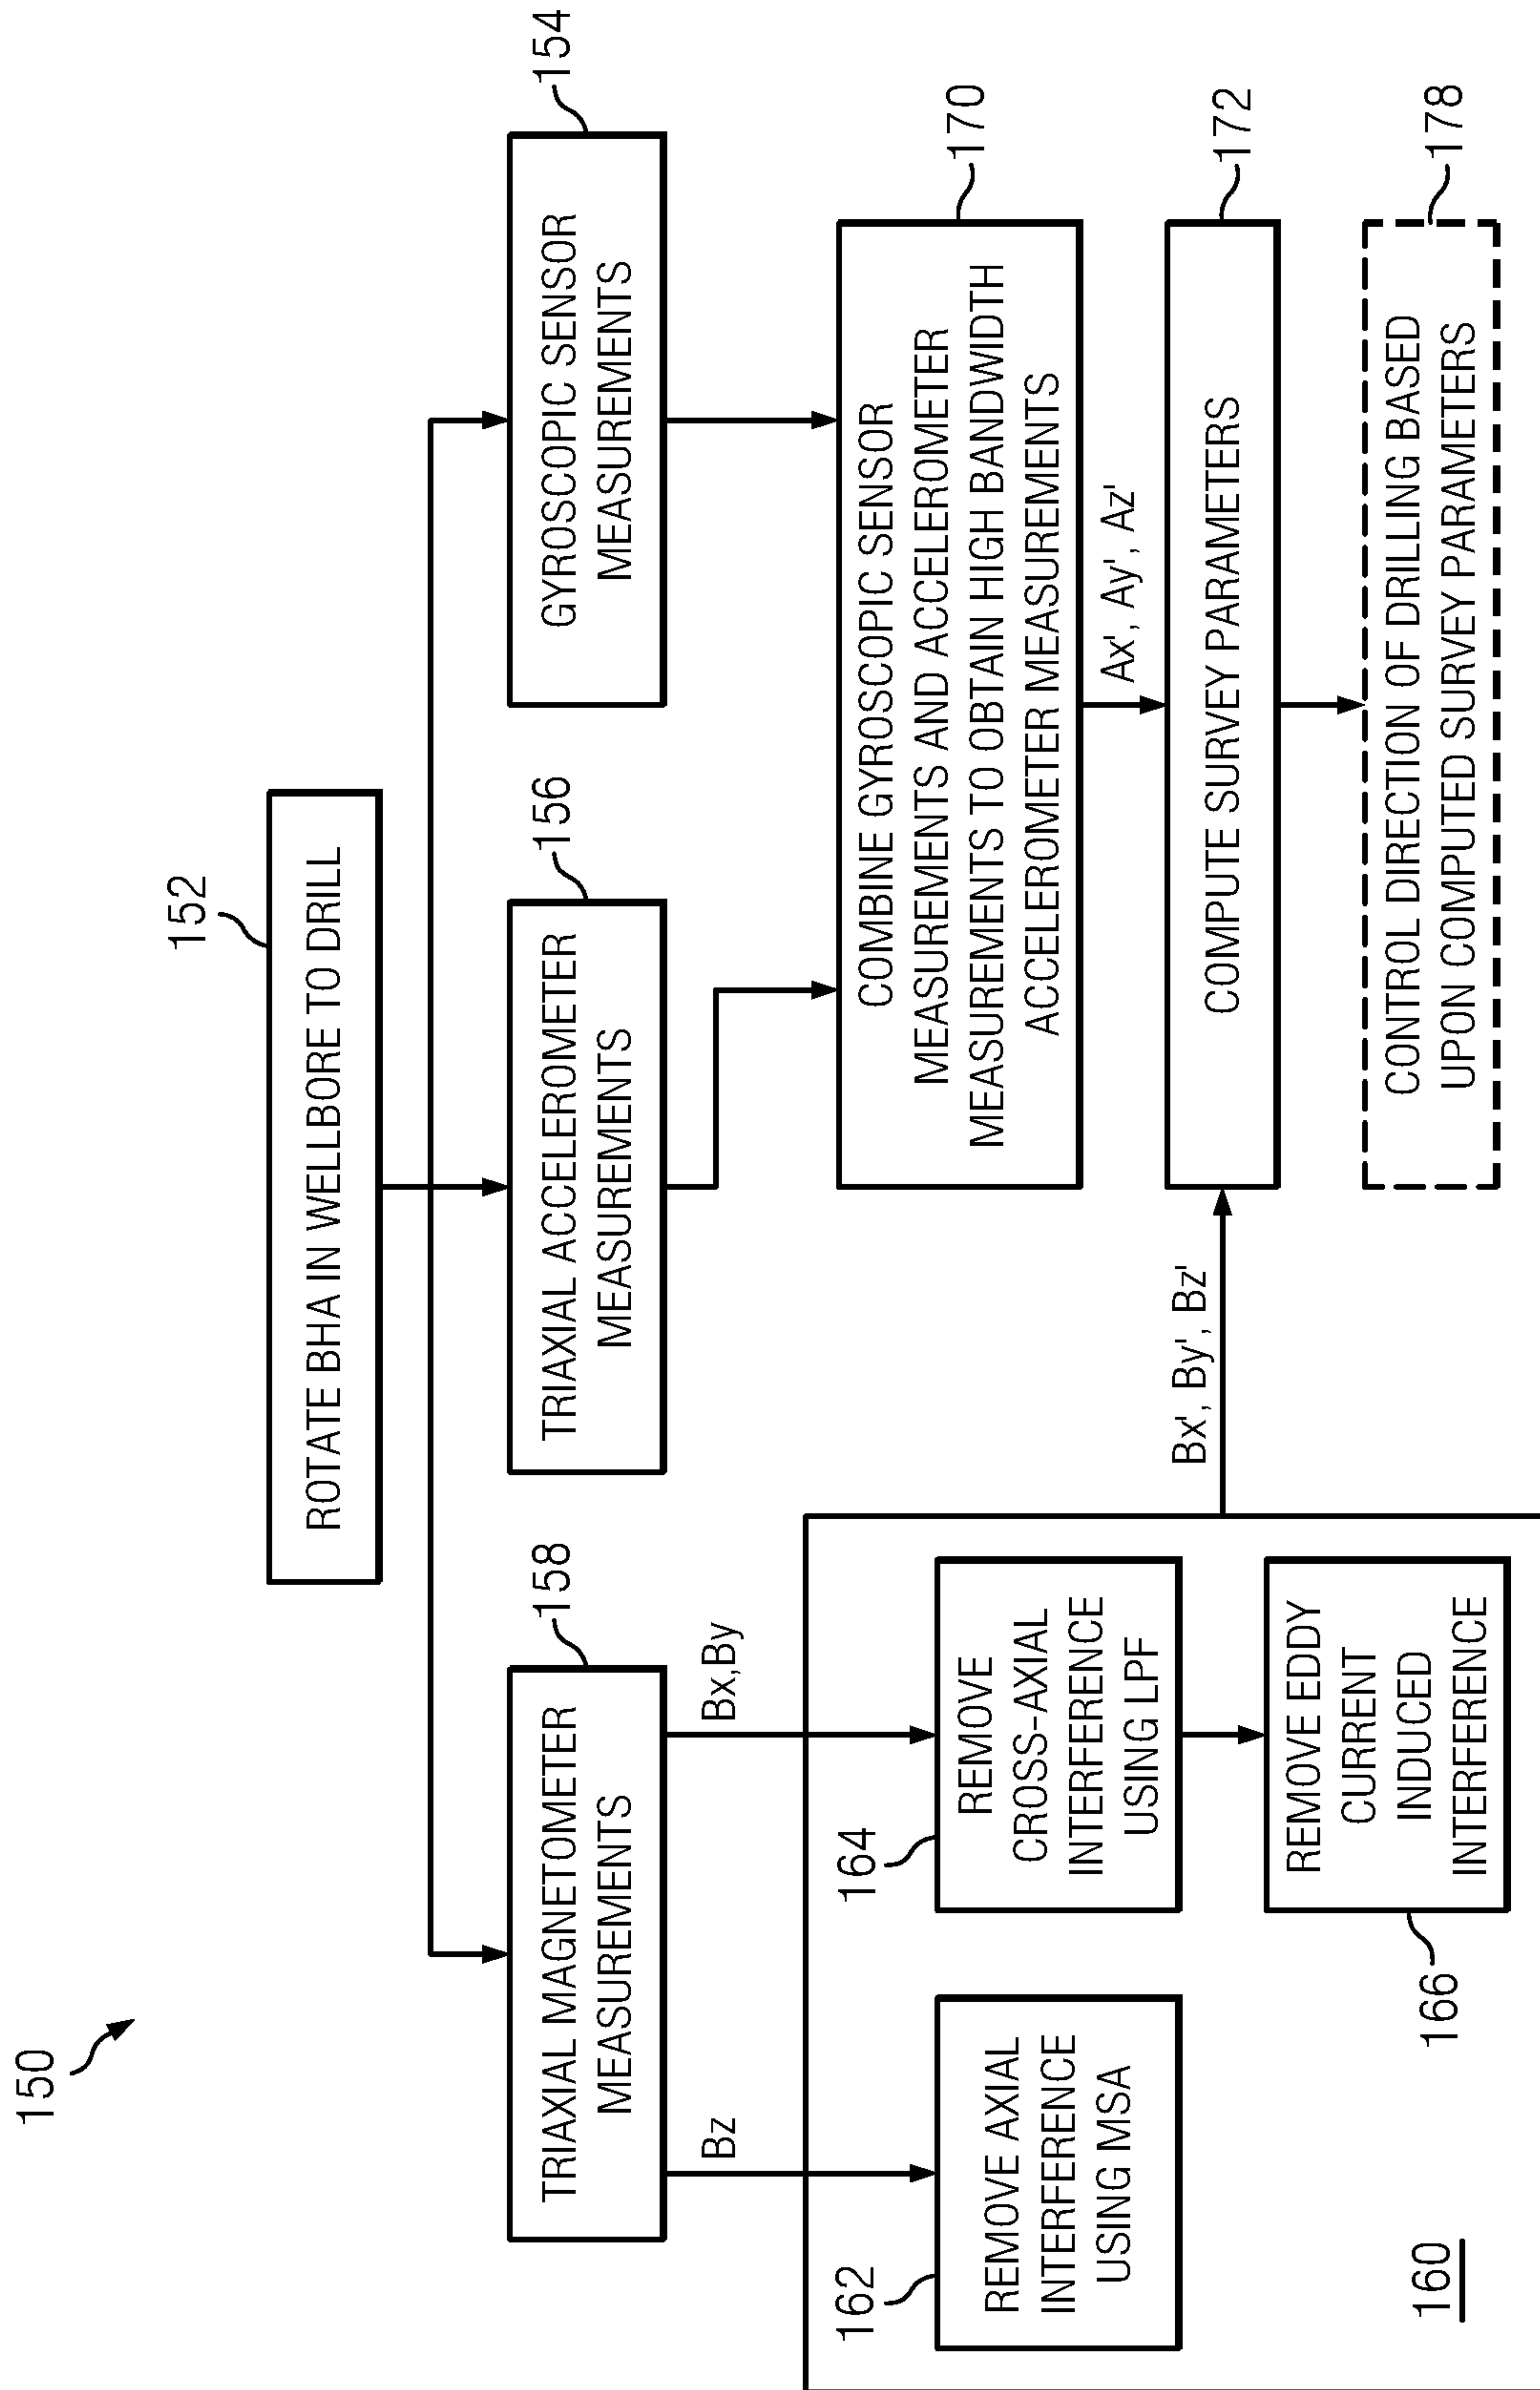 150
152
ROTATE BHA IN WELLBORE TO DRILL
158
TRIAXIAL MAGNETOMETER
MEASUREMENTS
156
TRIAXIAL ACCELEROMETER
MEASUREMENTS
154
GYROSCOPIC SENSOR
MEASUREMENTS
Bz
Bx,By
162
REMOVE AXIAL
INTERFERENCE
USING MSA
164
REMOVE
CROSS-AXIAL
INTERFERENCE
USING LPF
166
REMOVE EDDY
CURRENT
INDUCED
INTERFERENCE
160
170
COMBINE GYROSCOPIC SENSOR
MEASUREMENTS AND ACCELEROMETER
MEASUREMENTS TO OBTAIN HIGH BANDWIDTH
ACCELEROMETER MEASUREMENTS
Ax', Ay', Az'
Bx', By', Bz'
172
COMPUTE SURVEY PARAMETERS
178
CONTROL DIRECTION OF DRILLING BASED
UPON COMPUTED SURVEY PARAMETERS